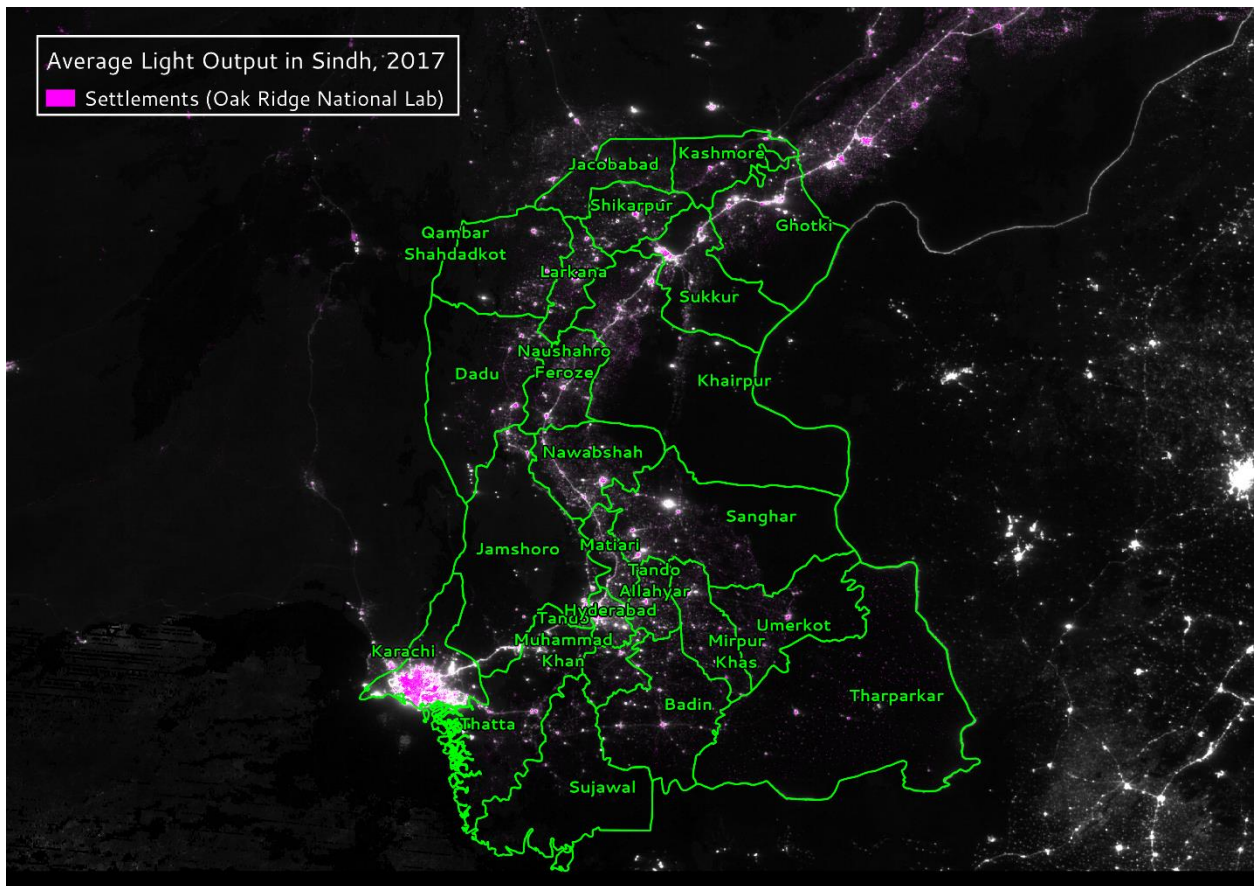 Average Light Output in Sindh, 2017
Settlements (Oak Ridge National Lab)
Jacobabad
Kashmore
Shikarpur
Ghotki
Qambar
Shahdadkot
Larkana
Sukkur
Naushahro
Feroze
Dadu
Khairpur
Nawabshah
Sanghar
Matiari
Jamshoro
Tando
Allahyar
Hyderabad
Tando
Muhammad
Khan
Umerkot
Mirpur
Khas
Karachi
Tharparkar
Badin
Thatta
Sujawal